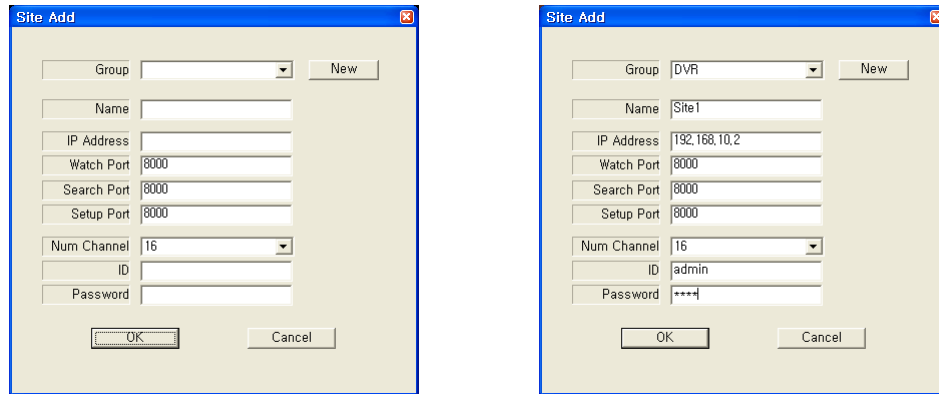 Site Add
Group
New
Name
IP Address
Watch Port 8000
Search Port 8000
Setup Port 8000
Num Channel 16
ID
Password
OK Cancel
Site Add
Group DVR New
Name Site1
IP Address 192,168,10,2
Watch Port 8000
Search Port 8000
Setup Port 8000
Num Channel 16
ID admin
Password ****
OK Cancel